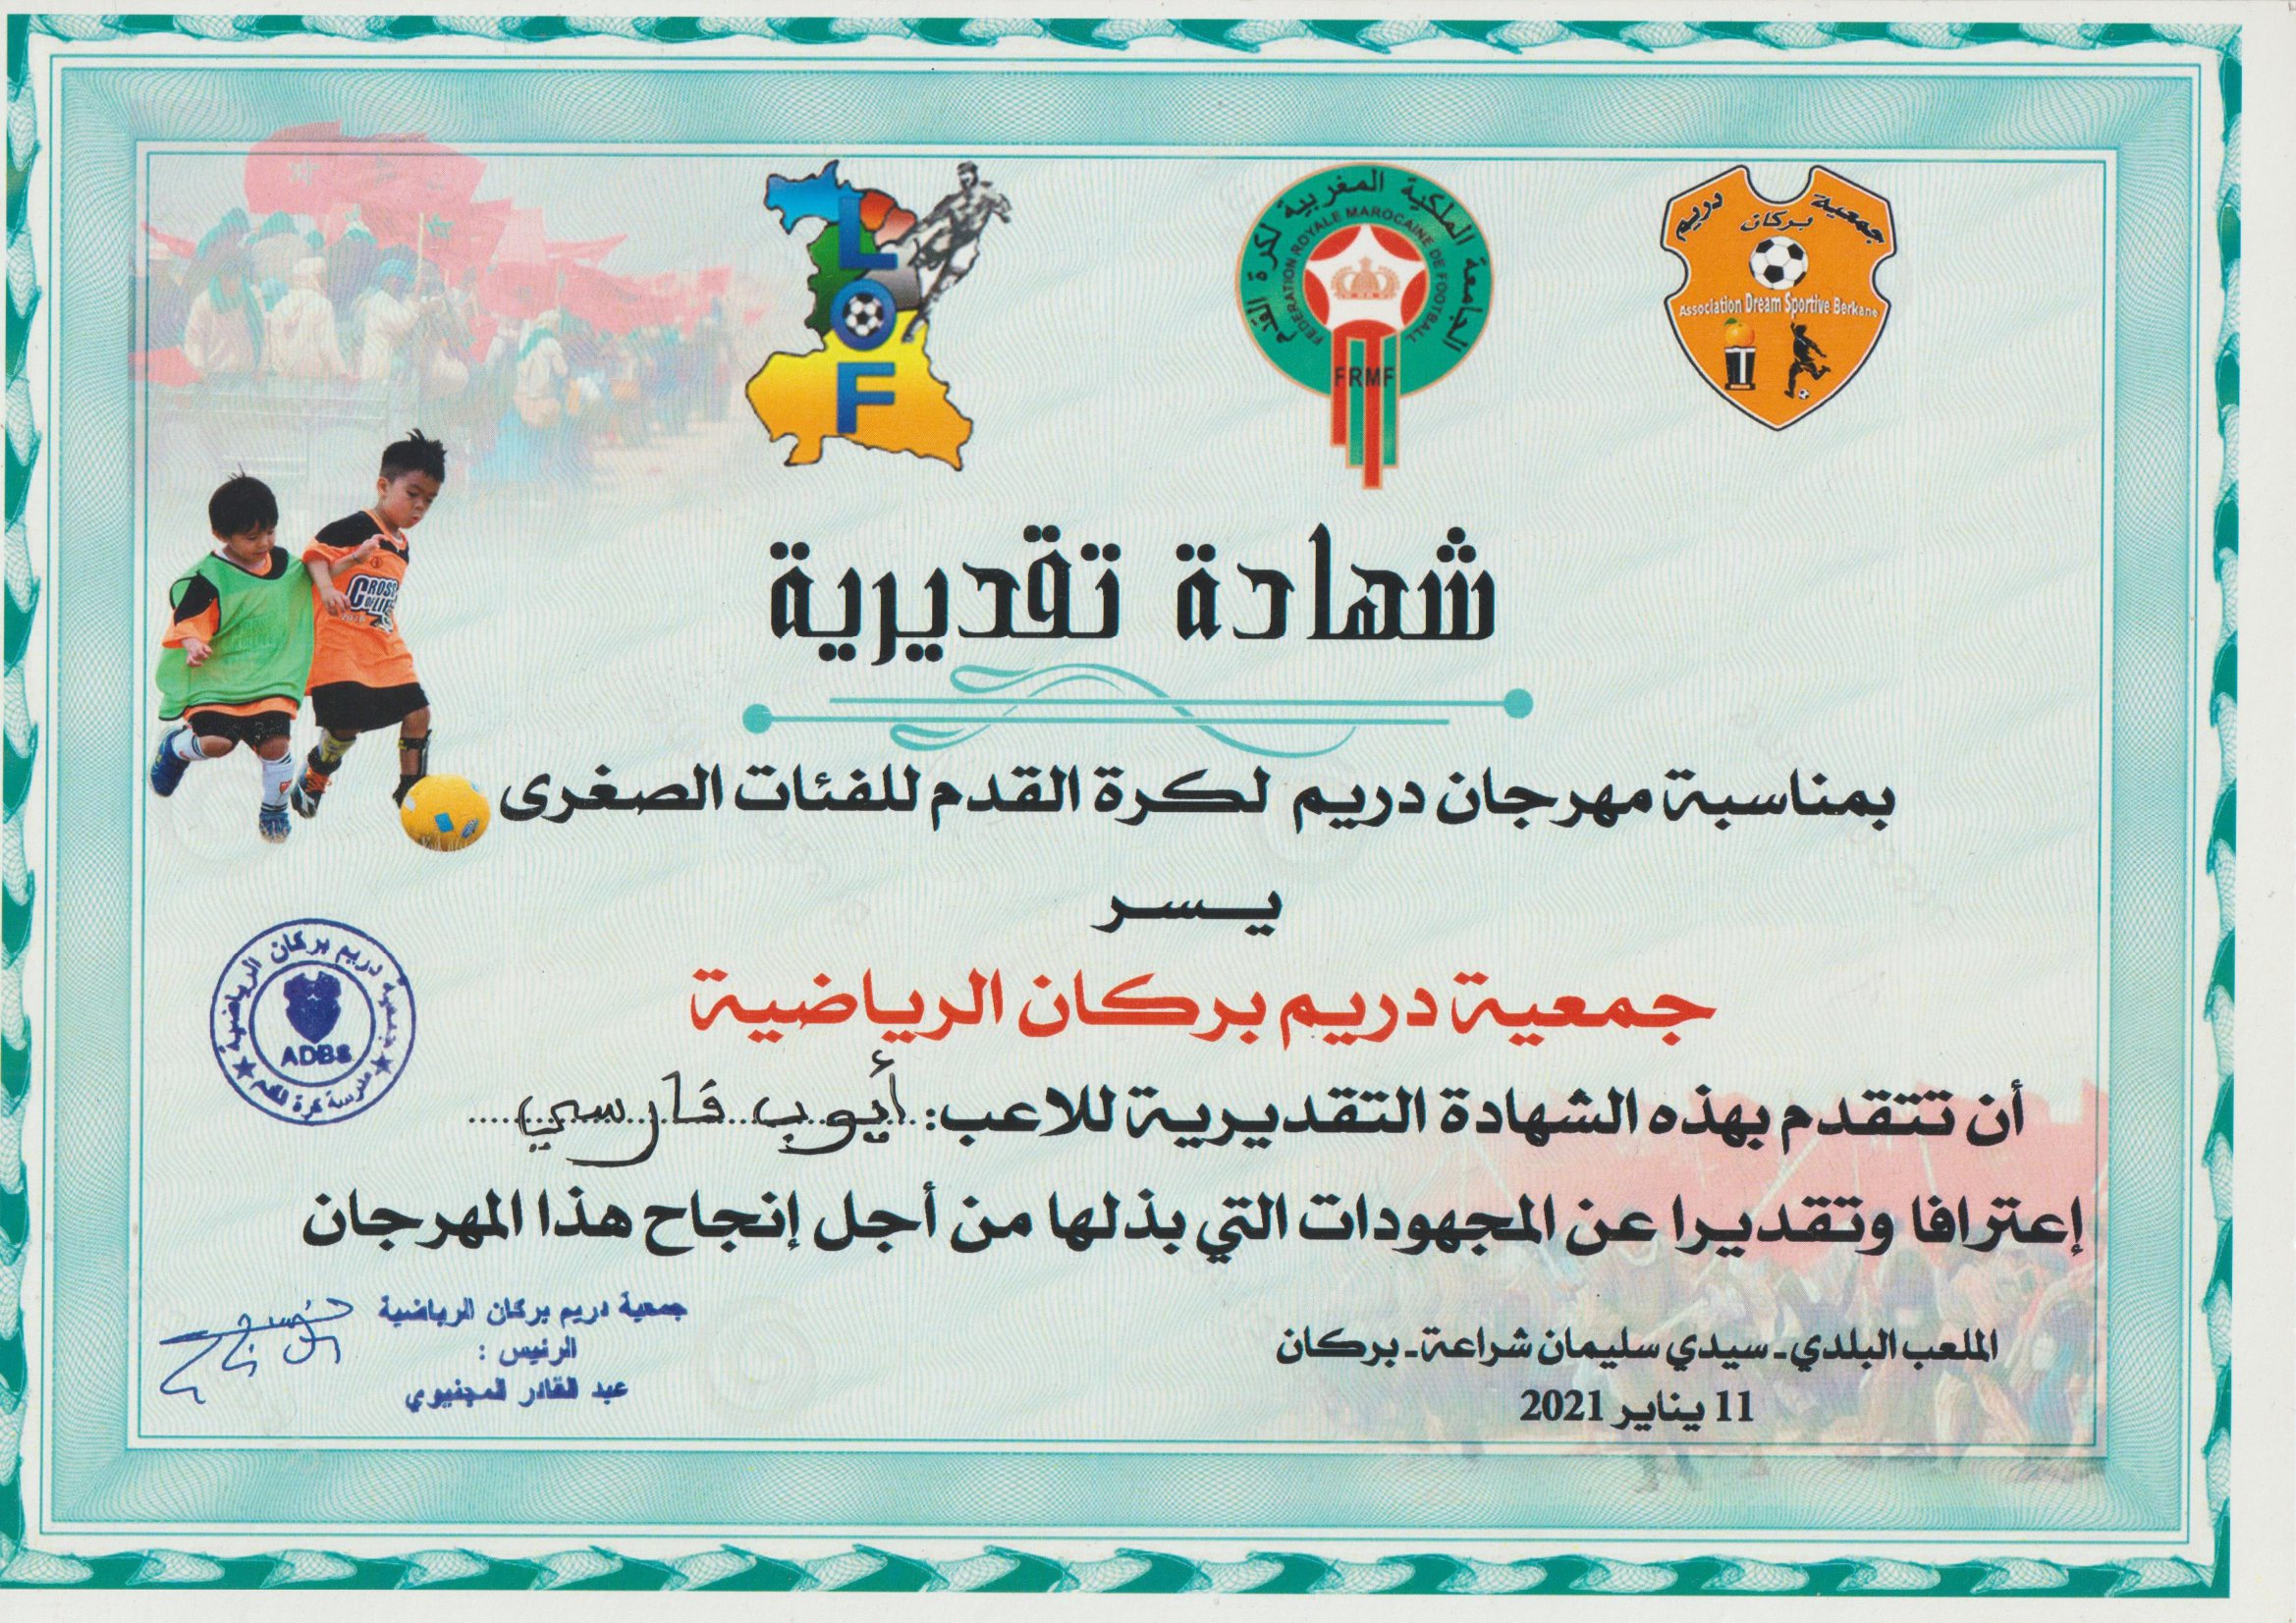 LOF
الجامعة الملكية المغربية لكرة القدم
FEDERATION ROYALE MAROCAINE DE FOOTBALL
FRMF
جمعية دريم
بركان
Association Dream Sportive Berkane
شهادة تقديرية
بمناسبة مهرجان دريم لكرة القدم للفئات الصغرى
يسر
جمعية دريم بركان الرياضية
أن تتقدم بهذه الشهادة التقديرية للاعب: أيوب فارسي
إعترافا وتقديرا عن المجهودات التي بذلها من أجل إنجاح هذا المهرجان
الملعب البلدي- سيدي سليمان شراعة- بركان
11 يناير 2021
جمعية دريم بركان الرياضية
الرئيس :
عبد القادر المجنيوي
جمعية دريم بركان الرياضية
ADBS
مدرسة كرة القدم
CROSS